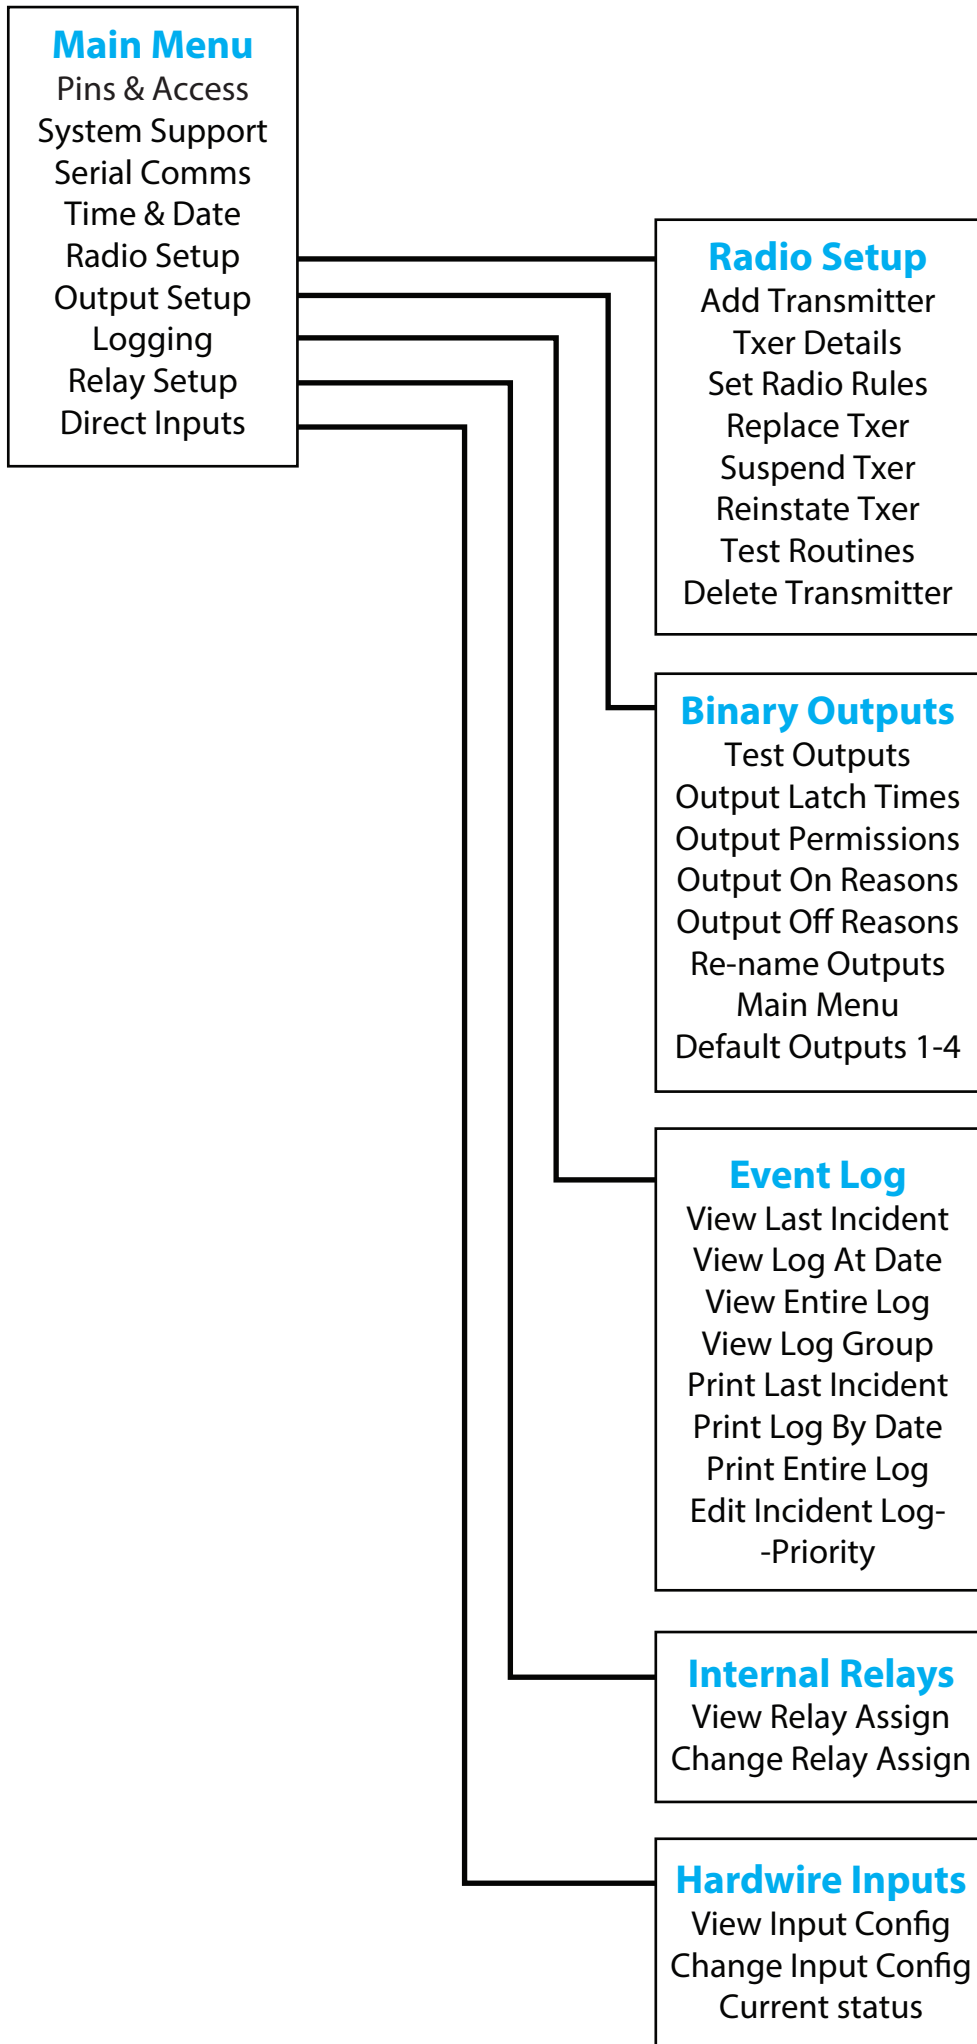 Main Menu
Pins & Access
System Support
Serial Comms
Time & Date
Radio Setup
Output Setup
Logging
Relay Setup
Direct Inputs
Radio Setup
Add Transmitter
Txer Details
Set Radio Rules
Replace Txer
Suspend Txer
Reinstate Txer
Test Routines
Delete Transmitter
Binary Outputs
Test Outputs
Output Latch Times
Output Permissions
Output On Reasons
Output Off Reasons
Re-name Outputs
Main Menu
Default Outputs 1-4
Event Log
View Last Incident
View Log At Date
View Entire Log
View Log Group
Print Last Incident
Print Log By Date
Print Entire Log
Edit Incident Log-
-Priority
Internal Relays
View Relay Assign
Change Relay Assign
Hardwire Inputs
View Input Config
Change Input Config
Current status